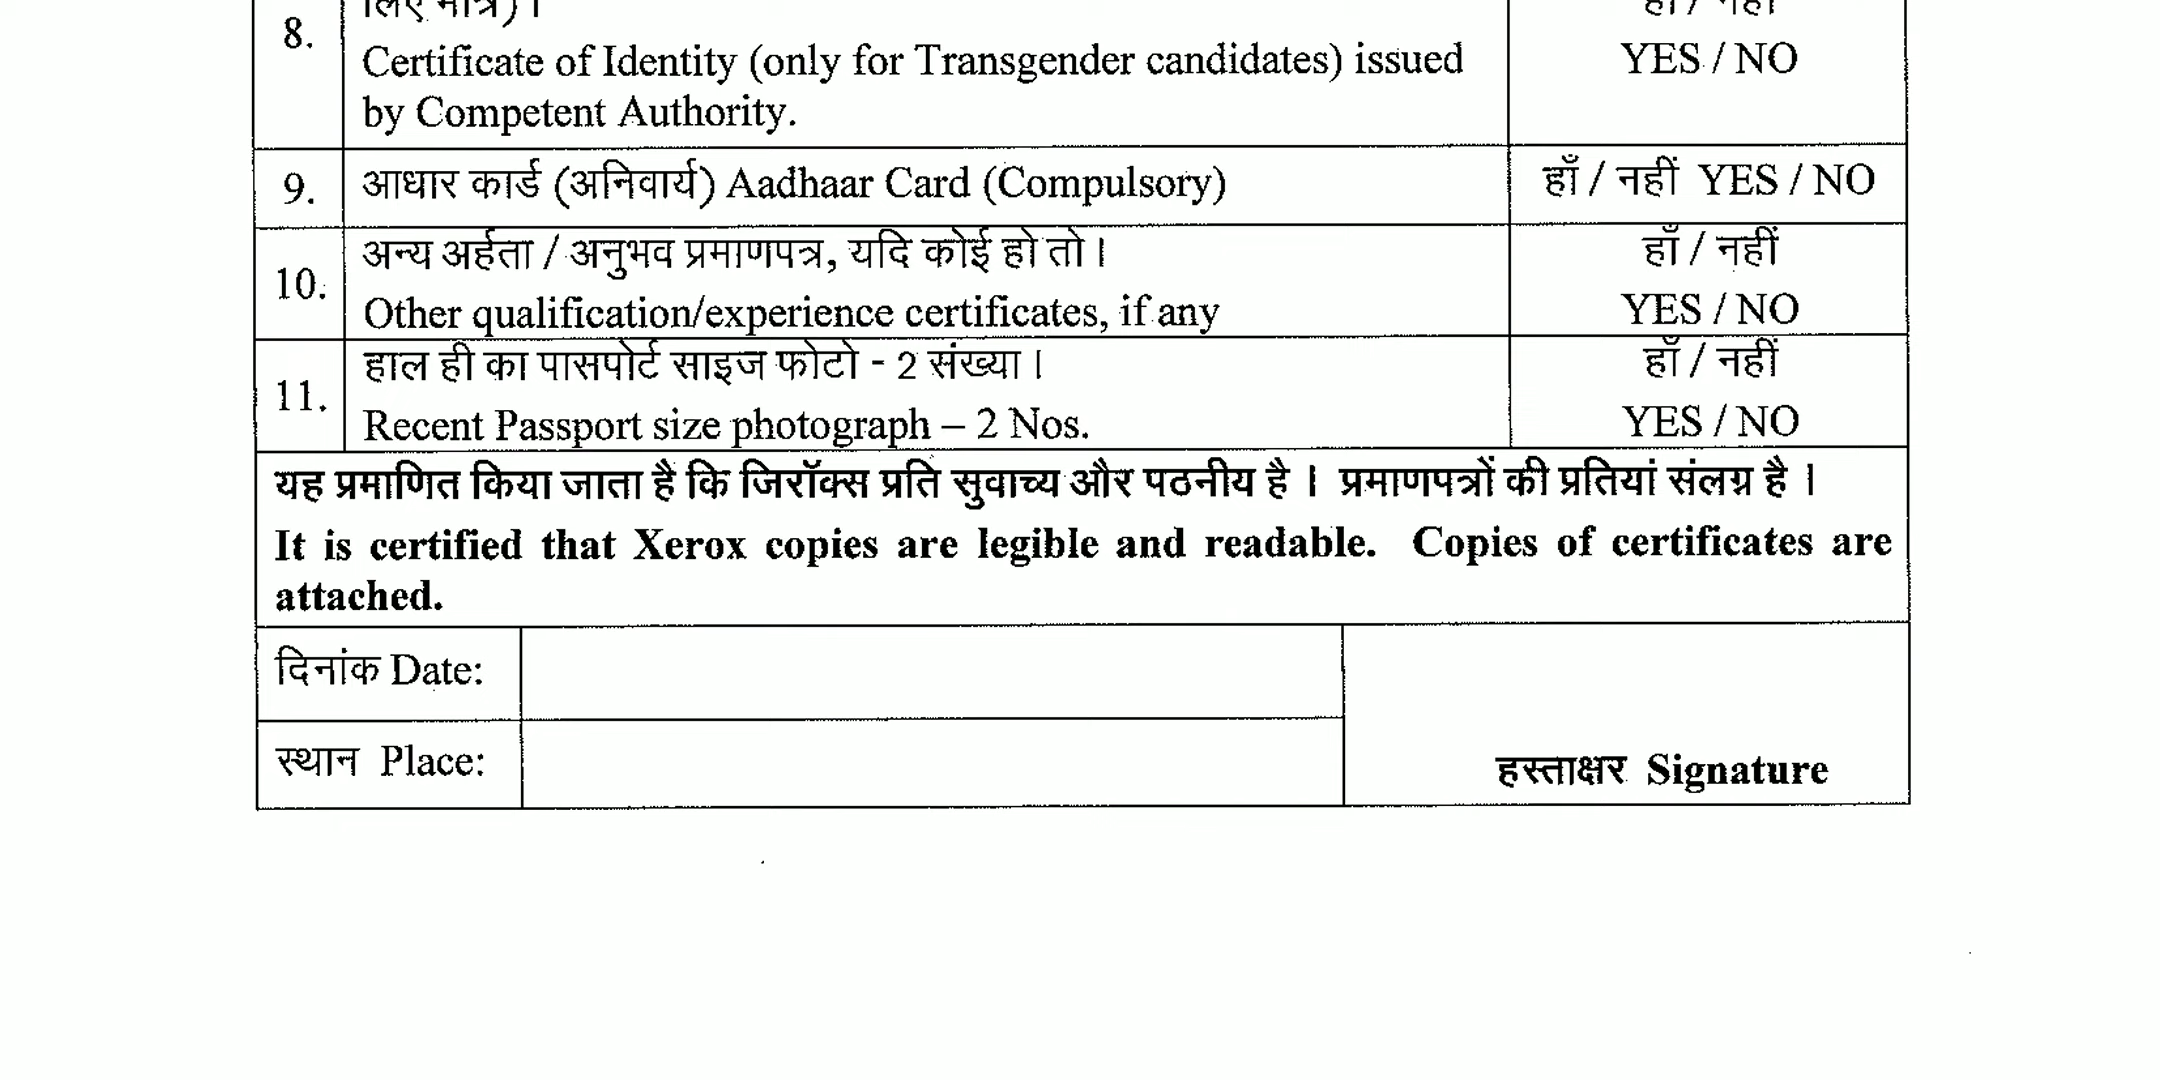 लिए मात्र)।
हाँ / नहीं
8.
Certificate of Identity (only for Transgender candidates) issued
YES / NO
by Competent Authority.
9.
आधार कार्ड (अनिवार्य) Aadhaar Card (Compulsory)
हाँ / नहीं YES / NO
अन्य अर्हता / अनुभव प्रमाणपत्र, यदि कोई हो तो।
हाँ / नहीं
10.
Other qualification/experience certificates, if any
YES / NO
हाल ही का पासपोर्ट साइज फोटो - 2 संख्या।
हाँ / नहीं
11.
Recent Passport size photograph – 2 Nos.
YES / NO
यह प्रमाणित किया जाता है कि जिरॉक्स प्रति सुवाच्य और पठनीय है। प्रमाणपत्रों की प्रतियां संलग्न है।
It is certified that Xerox copies are legible and readable. Copies of certificates are
attached.
दिनांक Date:
स्थान Place:
हस्ताक्षर Signature